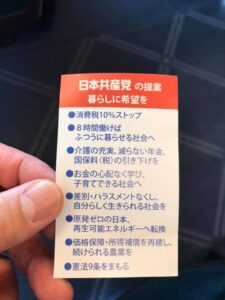 日本共産党の提案
暮らしに希望を
●消費税10%ストップ
●8時間働けば
ふつうに暮らせる社会へ
●介護の充実、減らない年金、
国保料(税)の引き下げを
●お金の心配なく学び、
子育てできる社会へ
●差別・ハラスメントなくし、
自分らしく生きられる社会を
●原発ゼロの日本、
再生可能エネルギーへ転換
●価格保障・所得補償を再建し、
続けられる農業を
●憲法9条をまもる